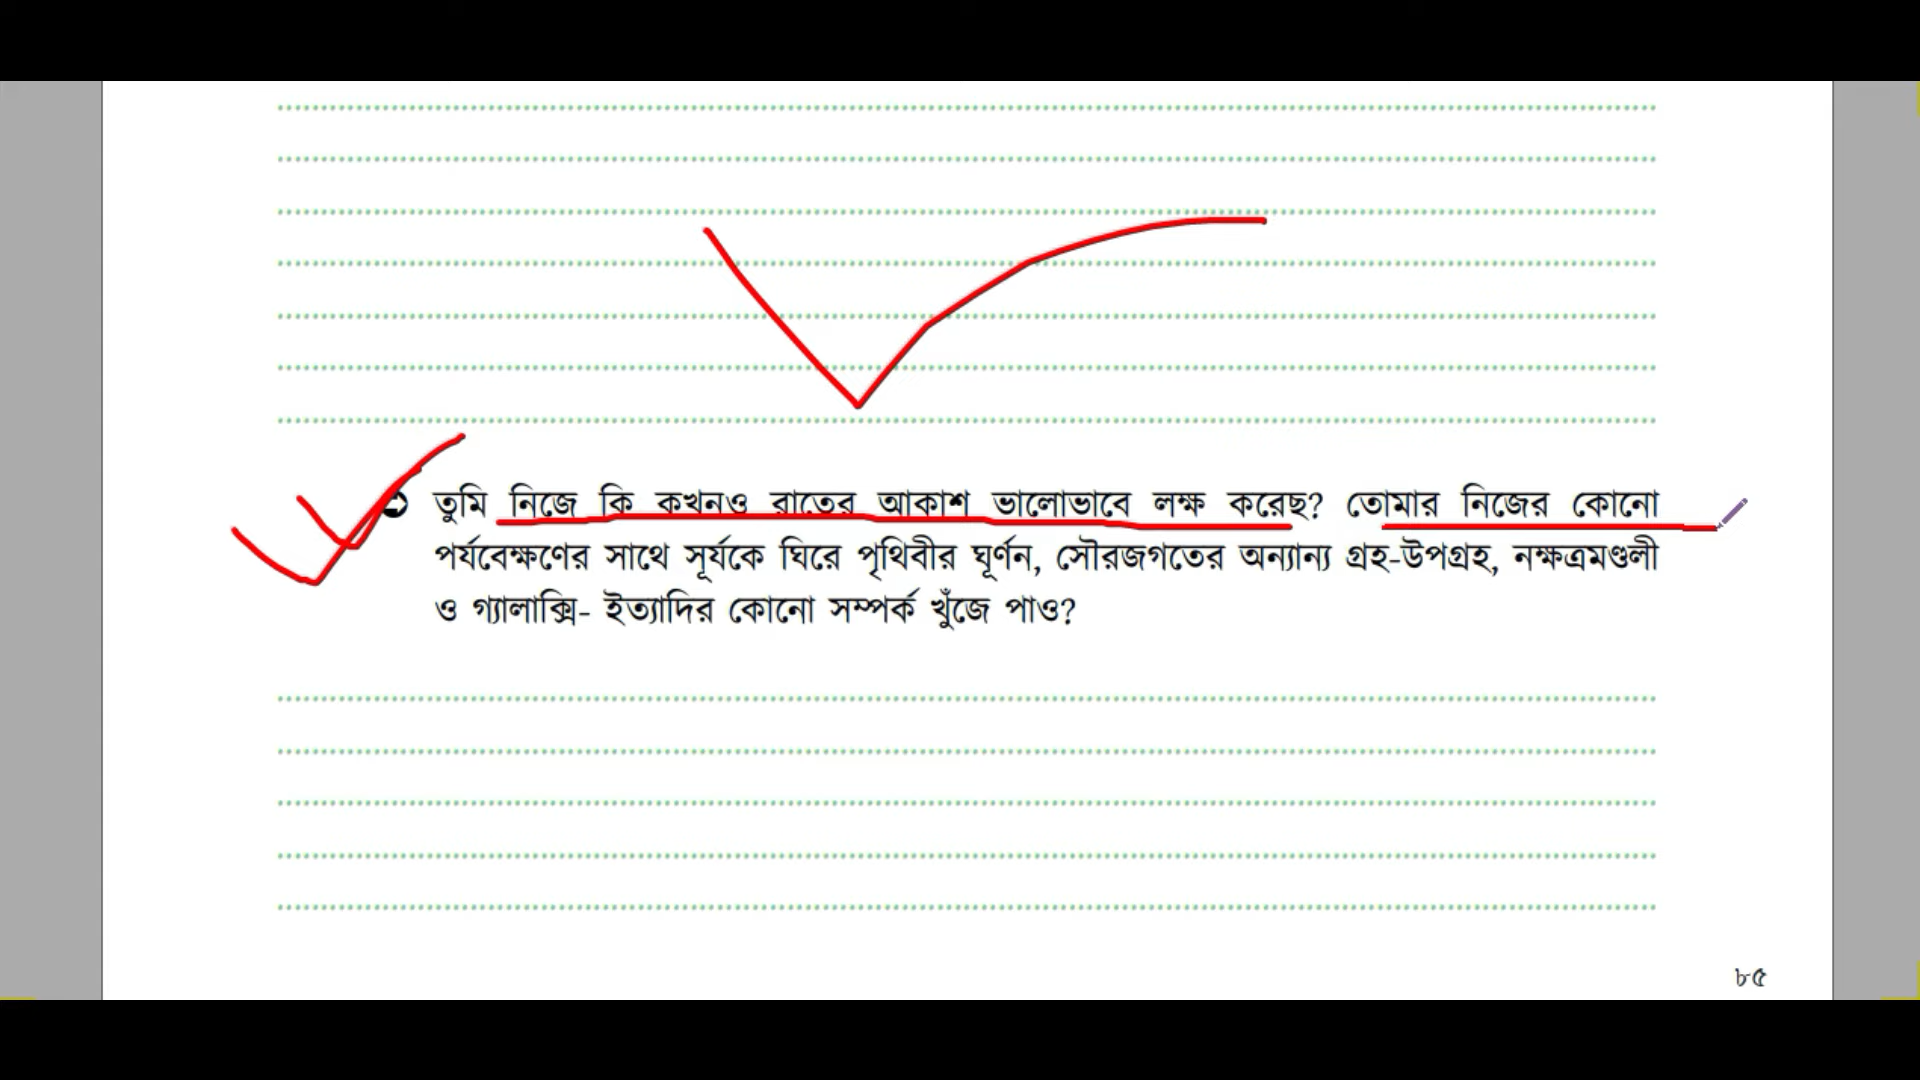 তুমি নিজে কি কখনও রাতের আকাশ ভালোভাবে লক্ষ করেছ? তোমার নিজের কোনো
পর্যবেক্ষণের সাথে সূর্যকে ঘিরে পৃথিবীর ঘূর্ণন, সৌরজগতের অন্যান্য গ্রহ-উপগ্রহ, নক্ষত্রমণ্ডলী
ও গ্যালাক্সি- ইত্যাদির কোনো সম্পর্ক খুঁজে পাও?
৮৫